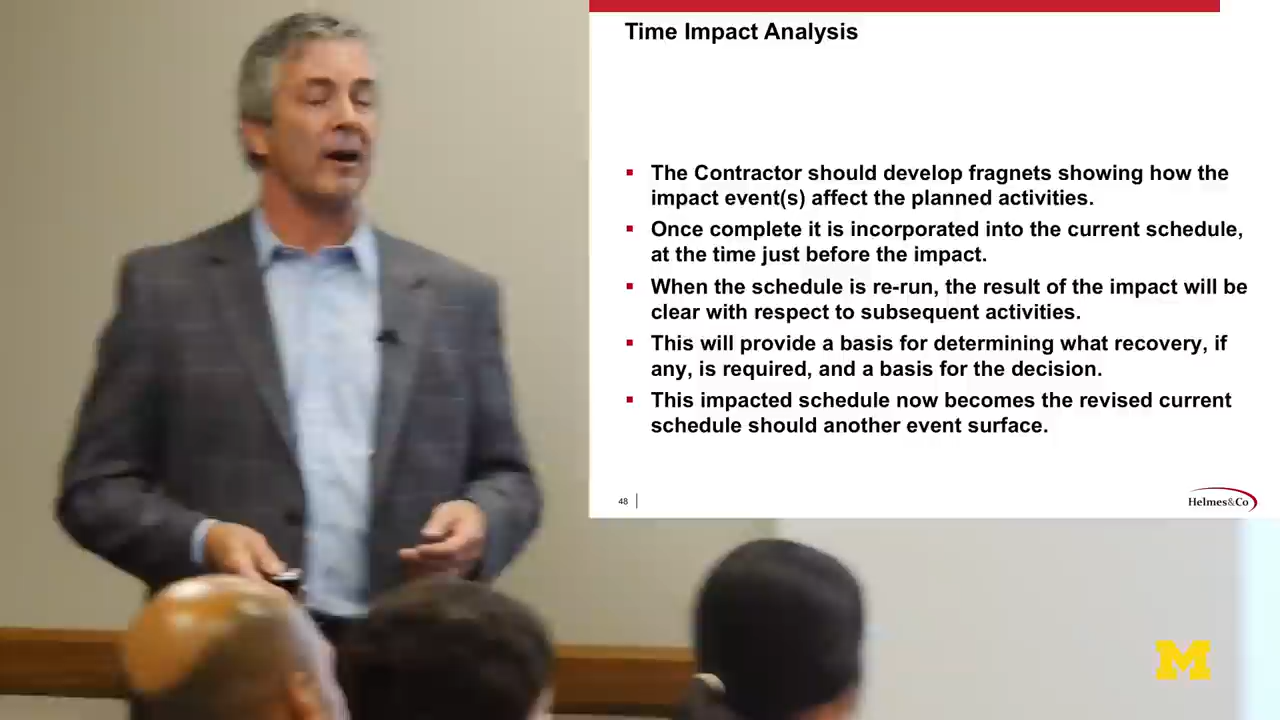 Time Impact Analysis
▪ The Contractor should develop fragnets showing how the
impact event(s) affect the planned activities.
▪ Once complete it is incorporated into the current schedule,
at the time just before the impact.
▪ When the schedule is re-run, the result of the impact will be
clear with respect to subsequent activities.
▪ This will provide a basis for determining what recovery, if
any, is required, and a basis for the decision.
▪ This impacted schedule now becomes the revised current
schedule should another event surface.
48
Helmes&Co
M